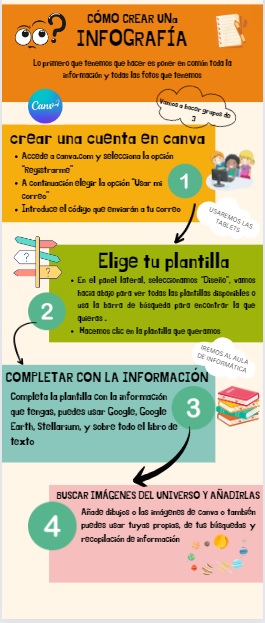 CÓMO CREAR UNa
INFOGRAFÍA
Lo primero que tenemos que hacer es poner en común toda la
información y todas las fotos que tenemos
Canva
Vamos a hacer grupos de
3
crear una cuenta en canva
• Accede a canva.com y selecciona la opción
"Registrarme"
• A continuación elegir la opción "Usar mi
correo"
• Introduce el código que enviarán a tu correo
1
USAREMOS LAS
TABLETS
Elige tu plantilla
• En el panel lateral, seleccionamos "Diseño", vamos
hacia abajo para ver todas las plantillas disponibles o
usa la barra de búsqueda para encontrar la que
quieras .
• Hacemos clic en la plantilla que queramos
2
IREMOS AL AULA
DE INFORMÁTICA
COMPLETAR CON LA INFORMACIÓN
Completa la plantilla con la información
que tengas, puedes usar Google, Google
Earth, Stellarium, y sobre todo el libro de
texto
3
BUSCAR IMÁGENES DEL UNIVERSO Y AÑADIRLAS
Añade dibujos o las imágenes de canva o también
puedes usar tuyas propias, de tus búsquedas y
recopilación de información
4